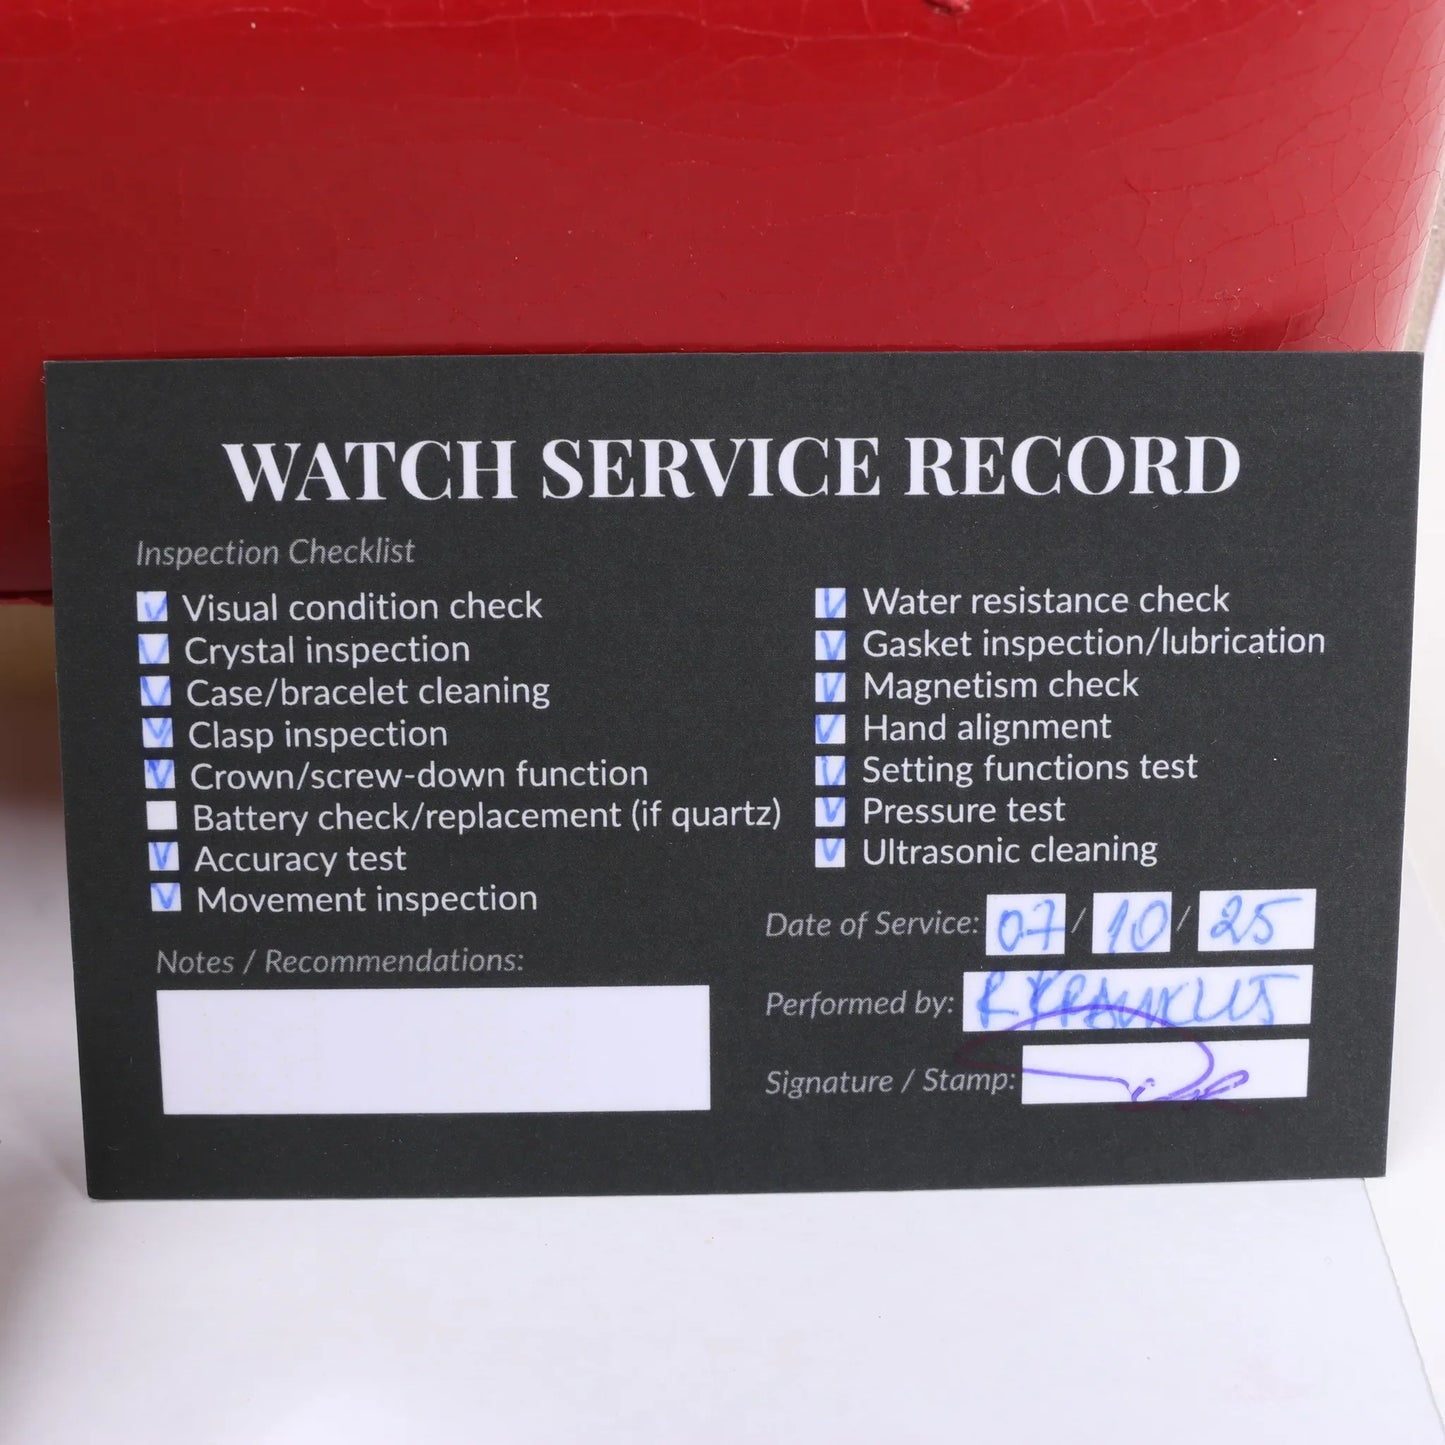 WATCH SERVICE RECORD
Inspection Checklist
Visual condition check
Crystal inspection
Case/bracelet cleaning
Clasp inspection
Crown/screw-down function
Battery check/replacement (if quartz)
Accuracy test
Movement inspection
Notes / Recommendations:
Water resistance check
Gasket inspection/lubrication
Magnetism check
Hand alignment
Setting functions test
Pressure test
Ultrasonic cleaning
Date of Service: 07 / 10 / 25
Performed by:
Signature / Stamp: